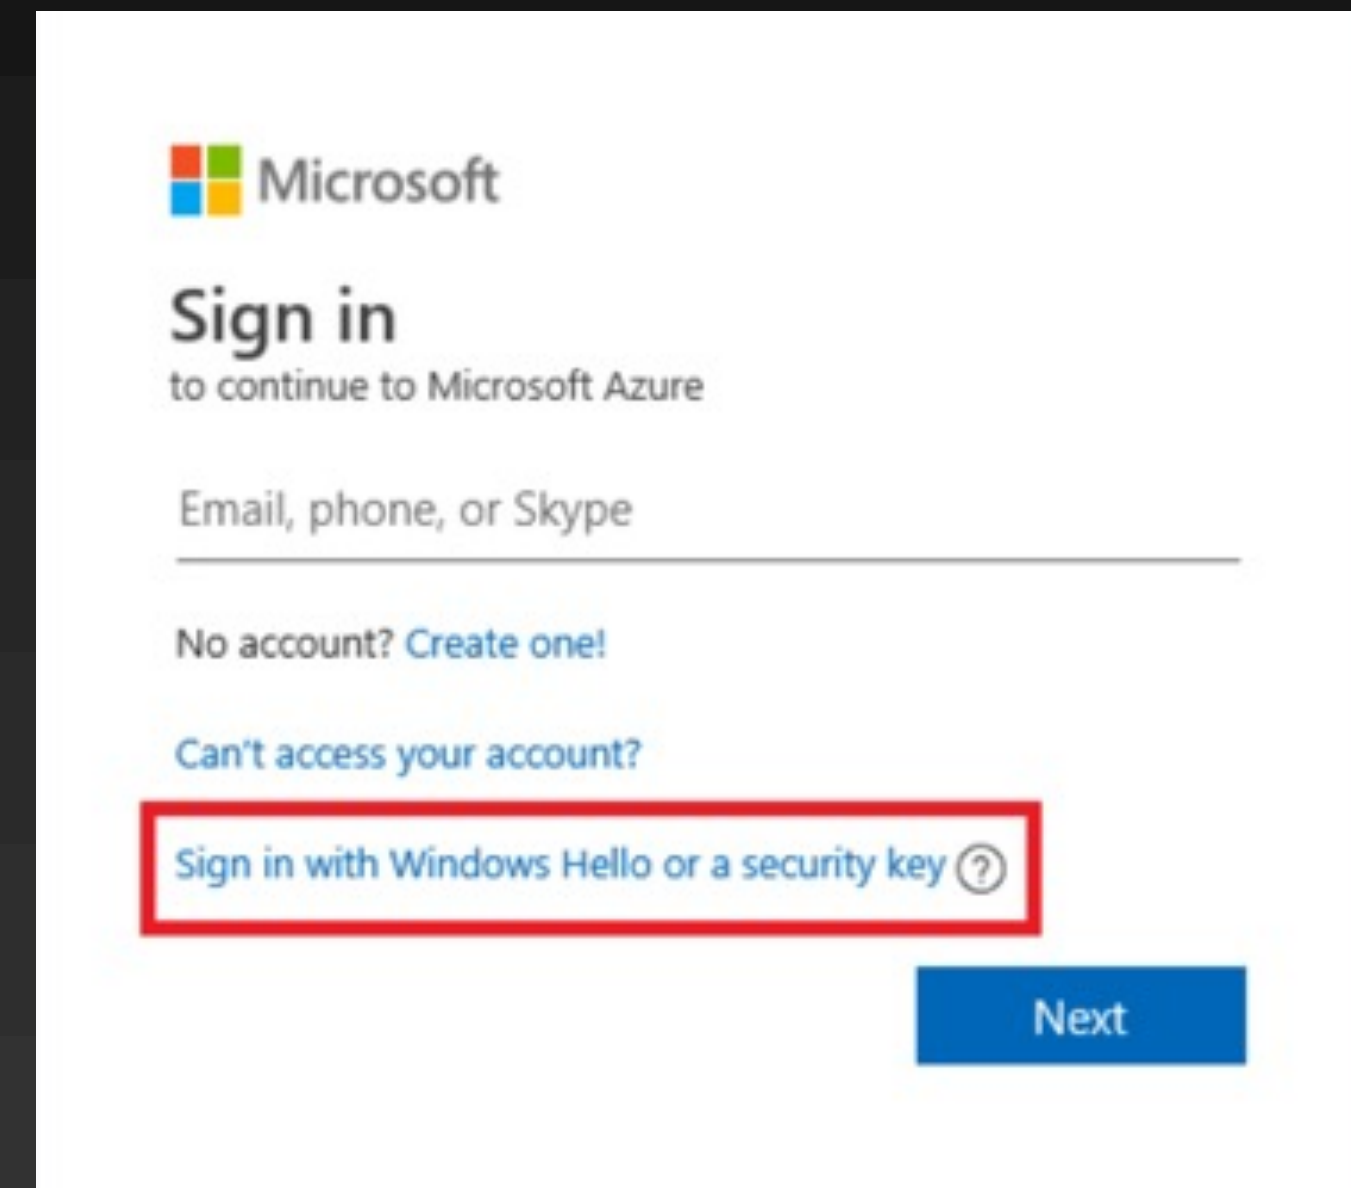 Microsoft
Sign in
to continue to Microsoft Azure
Email, phone, or Skype
No account? Create one!
Can't access your account?
Sign in with Windows Hello or a security key ?
Next